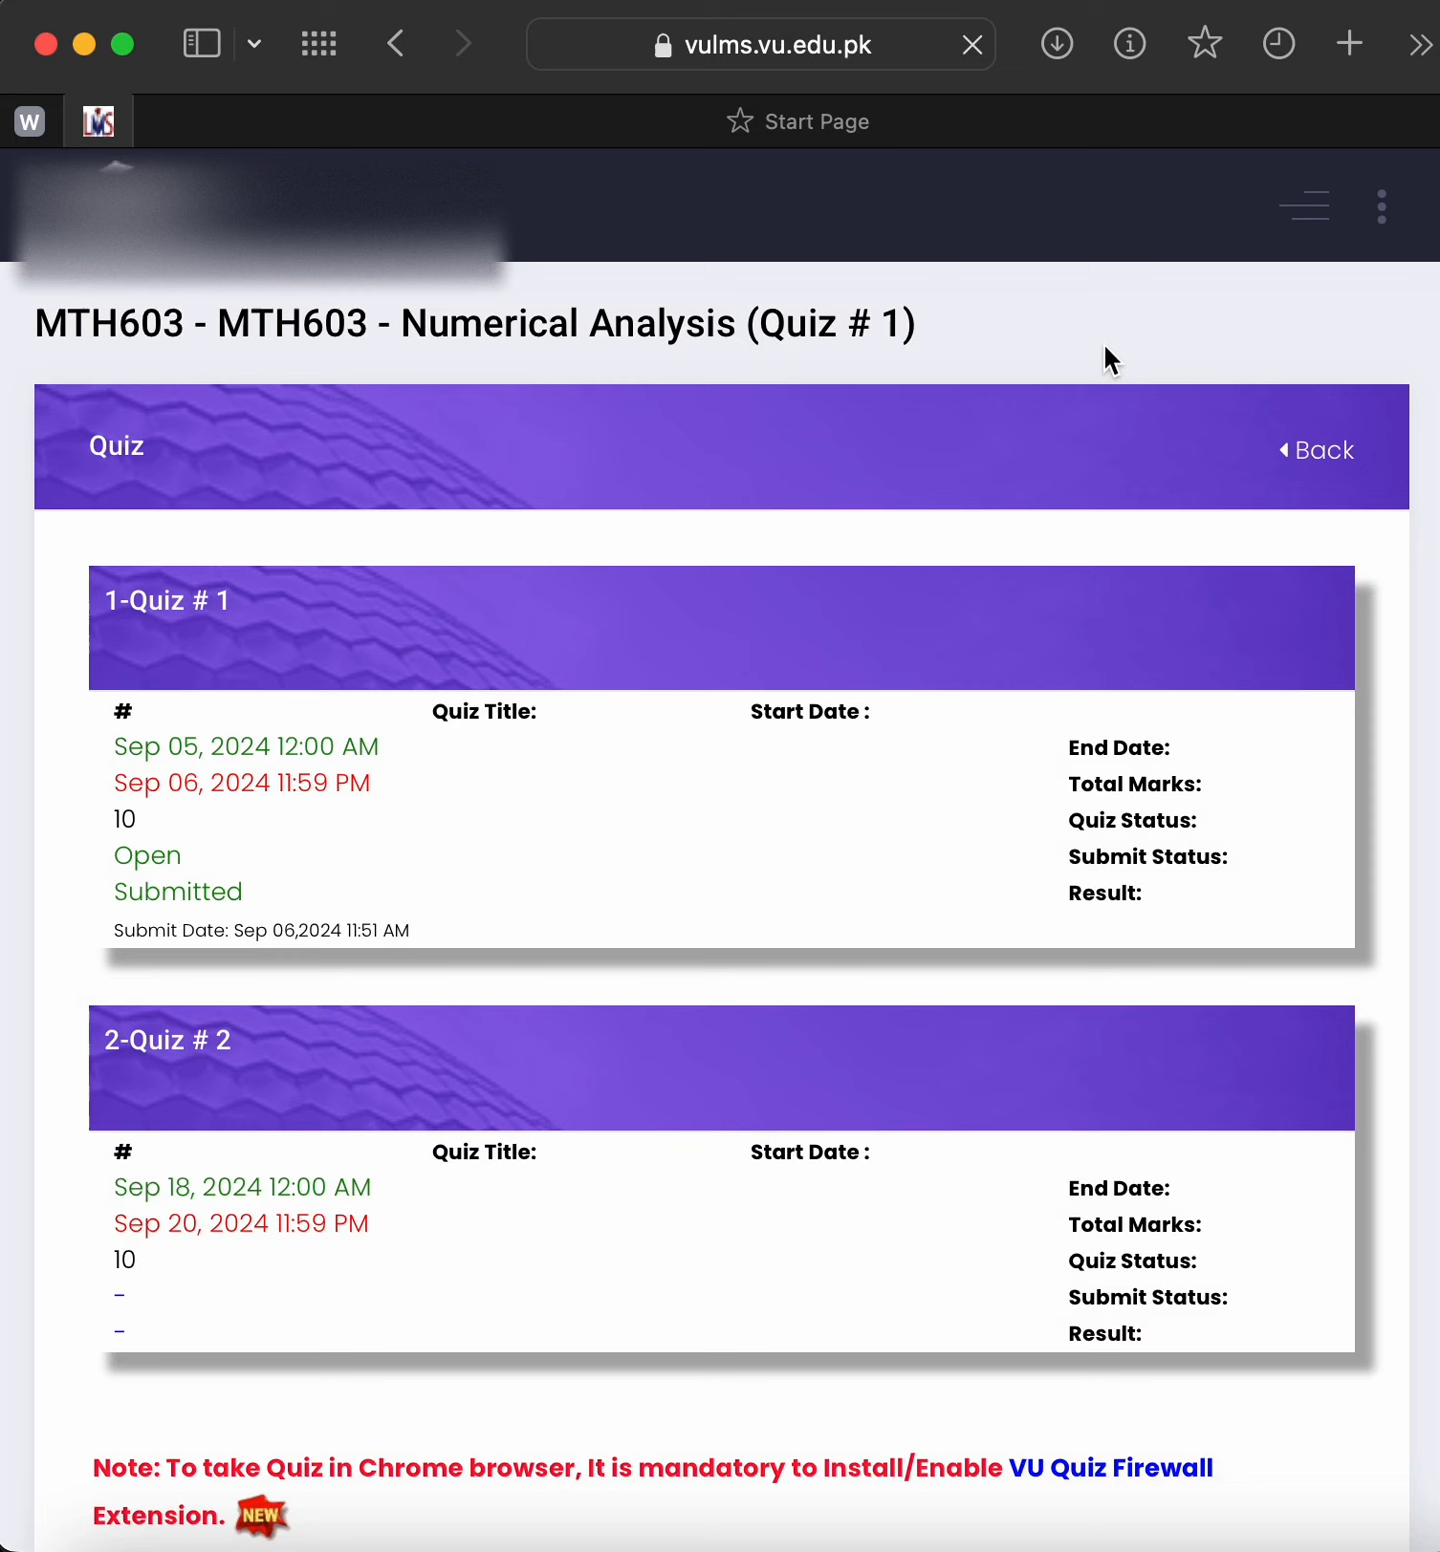 vulms.vu.edu.pk
W
LMS
Start Page
MTH603 - MTH603 - Numerical Analysis (Quiz # 1)
Quiz
Back
1-Quiz # 1
# Quiz Title: Start Date :
Sep 05, 2024 12:00 AM
End Date:
Sep 06, 2024 11:59 PM
Total Marks:
10
Quiz Status:
Open
Submit Status:
Submitted
Result:
Submit Date: Sep 06,2024 11:51 AM
2-Quiz # 2
# Quiz Title: Start Date :
Sep 18, 2024 12:00 AM
End Date:
Sep 20, 2024 11:59 PM
Total Marks:
10
Quiz Status:
-
Submit Status:
-
Result:
Note: To take Quiz in Chrome browser, It is mandatory to Install/Enable VU Quiz Firewall
Extension. NEW